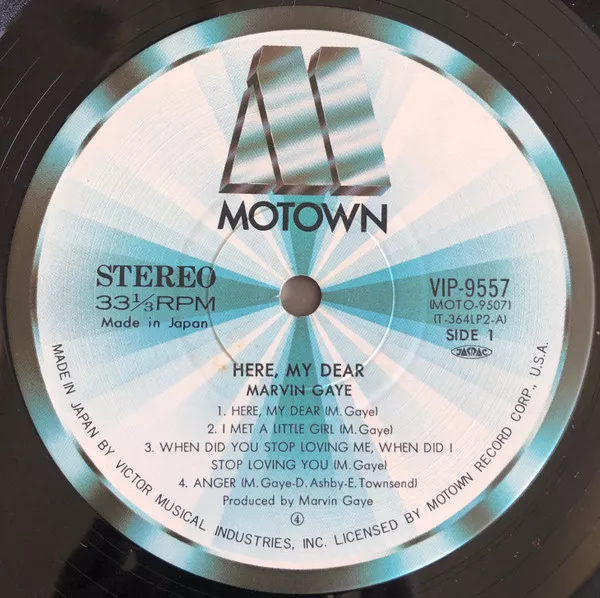 MOTOWN
STEREO
33⅓RPM
Made in Japan
VIP-9557
(MOTO-9507)
(T-364LP2-A)
SIDE 1
JASRAC
HERE, MY DEAR
MARVIN GAYE
1. HERE, MY DEAR (M. Gaye)
2. I MET A LITTLE GIRL (M. Gaye)
3. WHEN DID YOU STOP LOVING ME, WHEN DID I
STOP LOVING YOU (M. Gaye)
4. ANGER (M. Gaye-D. Ashby-E. Townsend)
Produced by Marvin Gaye
④
MADE IN JAPAN BY VICTOR MUSICAL INDUSTRIES, INC. LICENSED BY MOTOWN RECORD CORP., U.S.A.